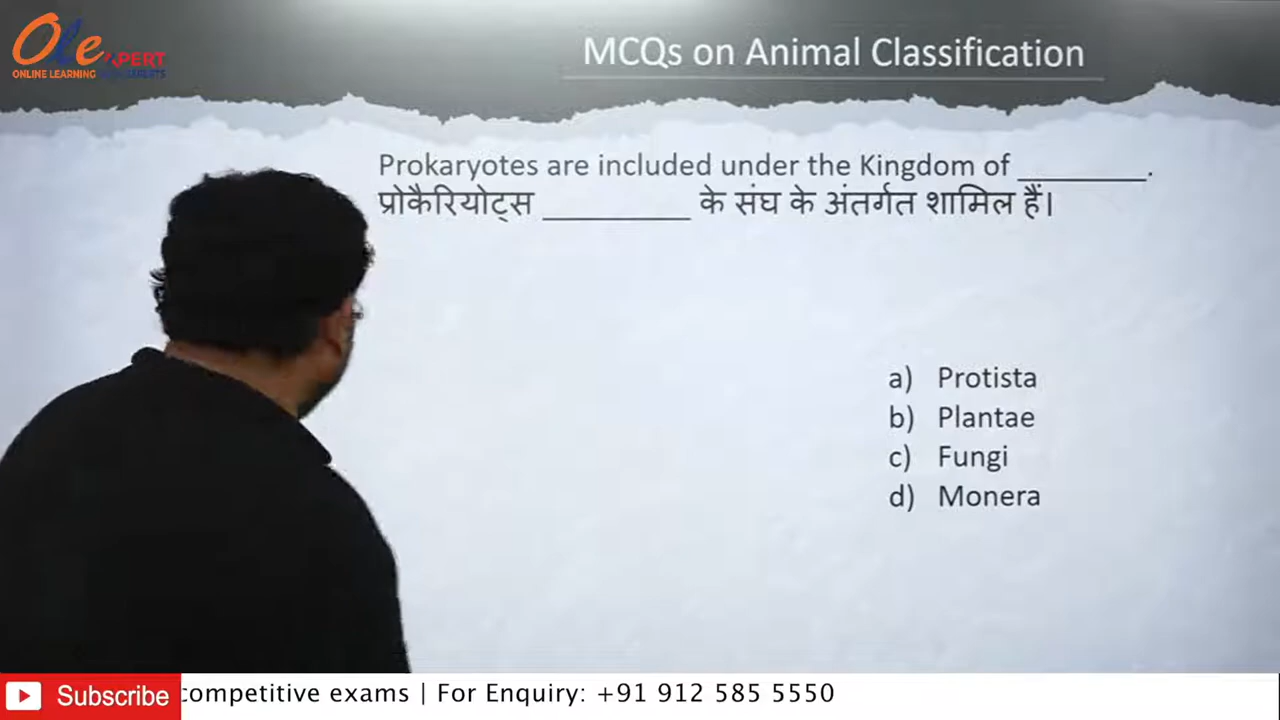 Ole XPERT
ONLINE LEARNING
MCQs on Animal Classification
Prokaryotes are included under the Kingdom of ________.
प्रोकैरियोट्स _________ के संघ के अंतर्गत शामिल हैं।
a) Protista
b) Plantae
c) Fungi
d) Monera
Subscribe
competitive exams | For Enquiry: +91 912 585 5550